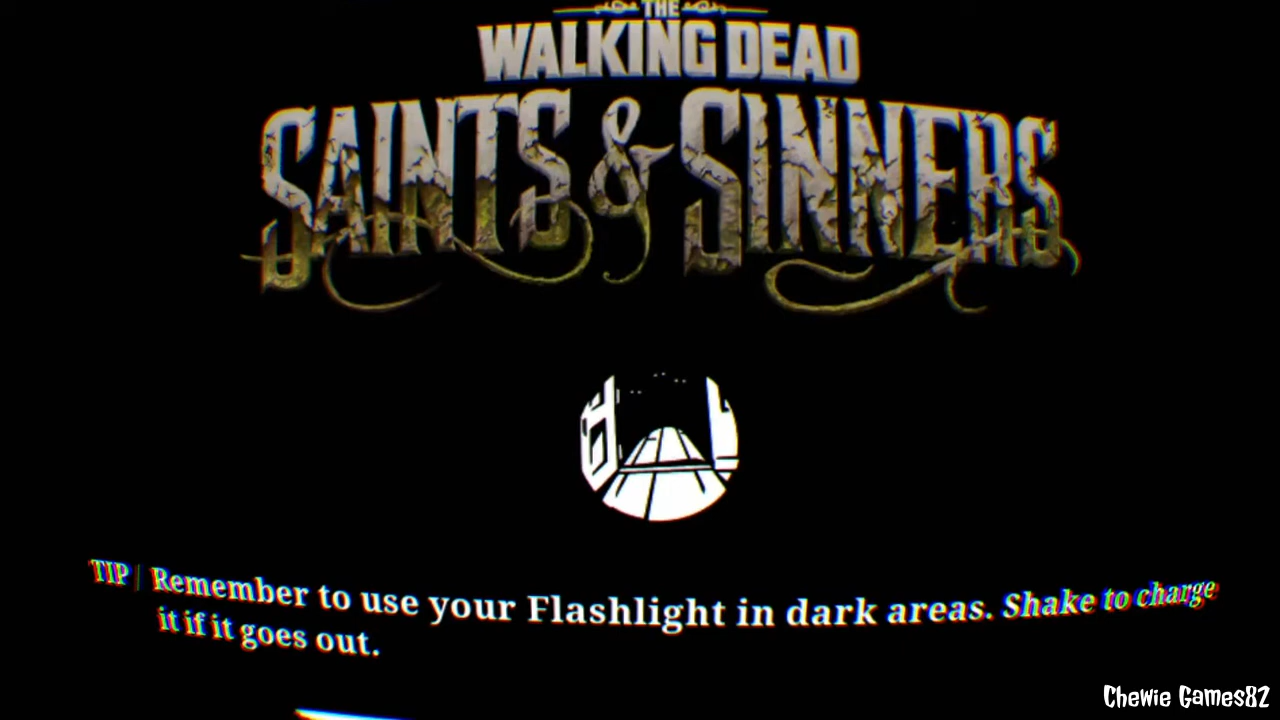 THE
WALKING DEAD
SAINTS & SINNERS
TIP | Remember to use your Flashlight in dark areas. Shake to charge
it if it goes out.
Chewie Games82